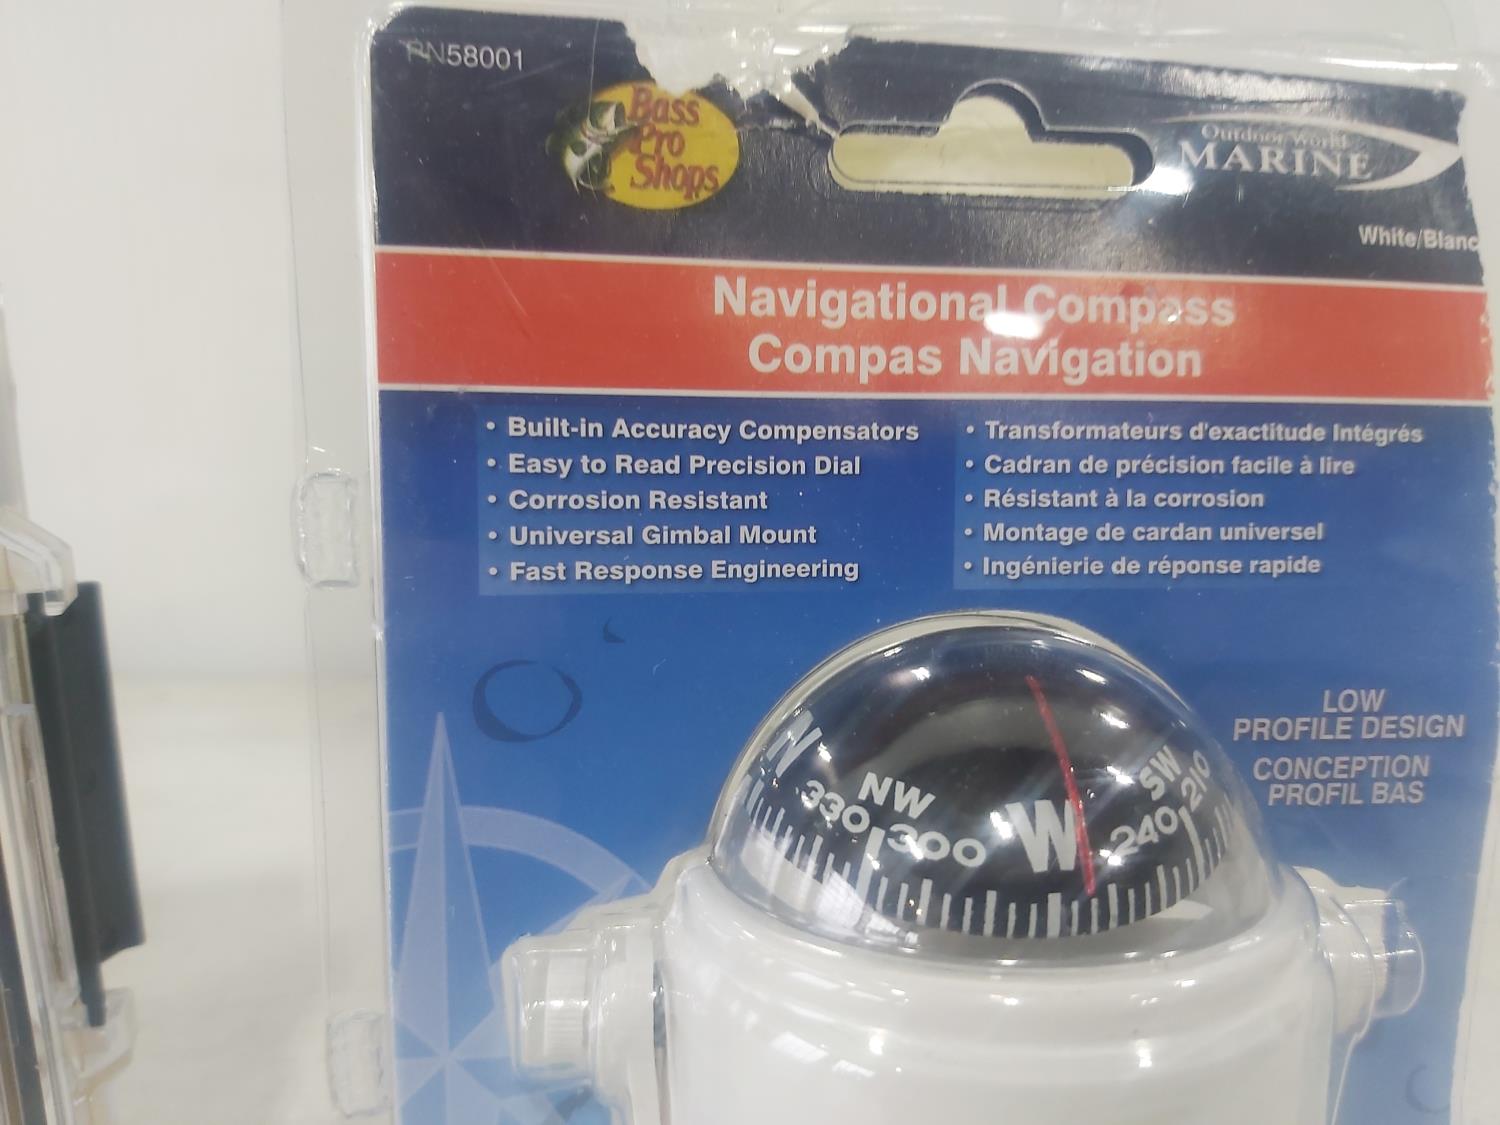 RN58001
Bass
Pro
Shops
Outdoor World
MARINE
White/Blanc
Navigational Compass
Compas Navigation
• Built-in Accuracy Compensators
• Easy to Read Precision Dial
• Corrosion Resistant
• Universal Gimbal Mount
• Fast Response Engineering
• Transformateurs d'exactitude Intégrés
• Cadran de précision facile à lire
• Résistant à la corrosion
• Montage de cardan universel
• Ingénierie de réponse rapide
LOW
PROFILE DESIGN
CONCEPTION
PROFIL BAS
N NW W SW
330 300 240 210